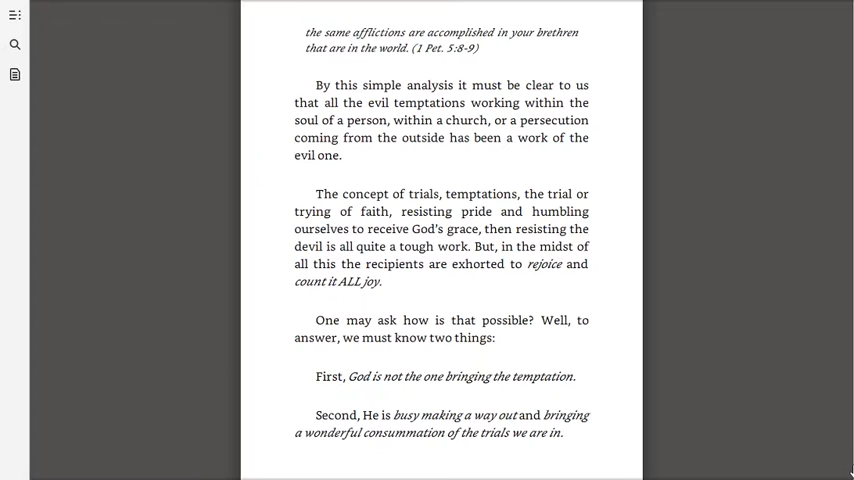 the same afflictions are accomplished in your brethren
that are in the world. (1 Pet. 5:8-9)
By this simple analysis it must be clear to us
that all the evil temptations working within the
soul of a person, within a church, or a persecution
coming from the outside has been a work of the
evil one.
The concept of trials, temptations, the trial or
trying of faith, resisting pride and humbling
ourselves to receive God's grace, then resisting the
devil is all quite a tough work. But, in the midst of
all this the recipients are exhorted to rejoice and
count it ALL joy.
One may ask how is that possible? Well, to
answer, we must know two things:
First, God is not the one bringing the temptation.
Second, He is busy making a way out and bringing
a wonderful consummation of the trials we are in.